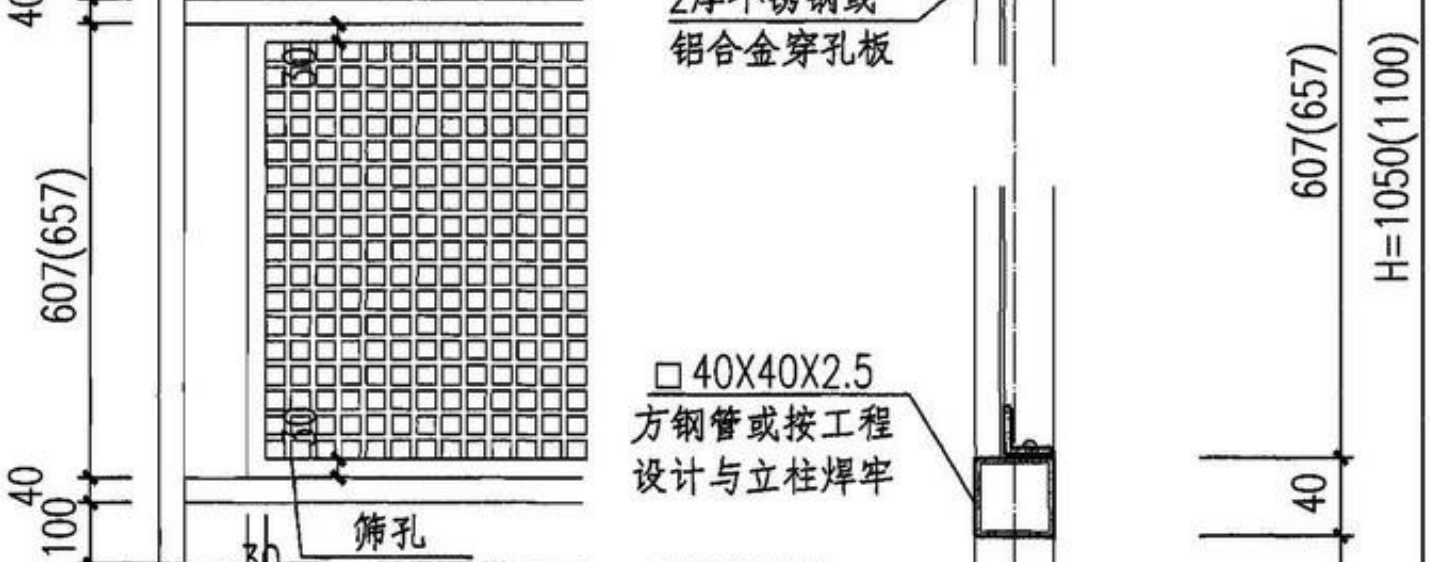 40
2厚不锈钢或
铝合金穿孔板
30
607(657)
607(657)
H=1050(1100)
□ 40X40X2.5
方钢管或按工程
设计与立柱焊牢
30
40
100
40
筛孔
30